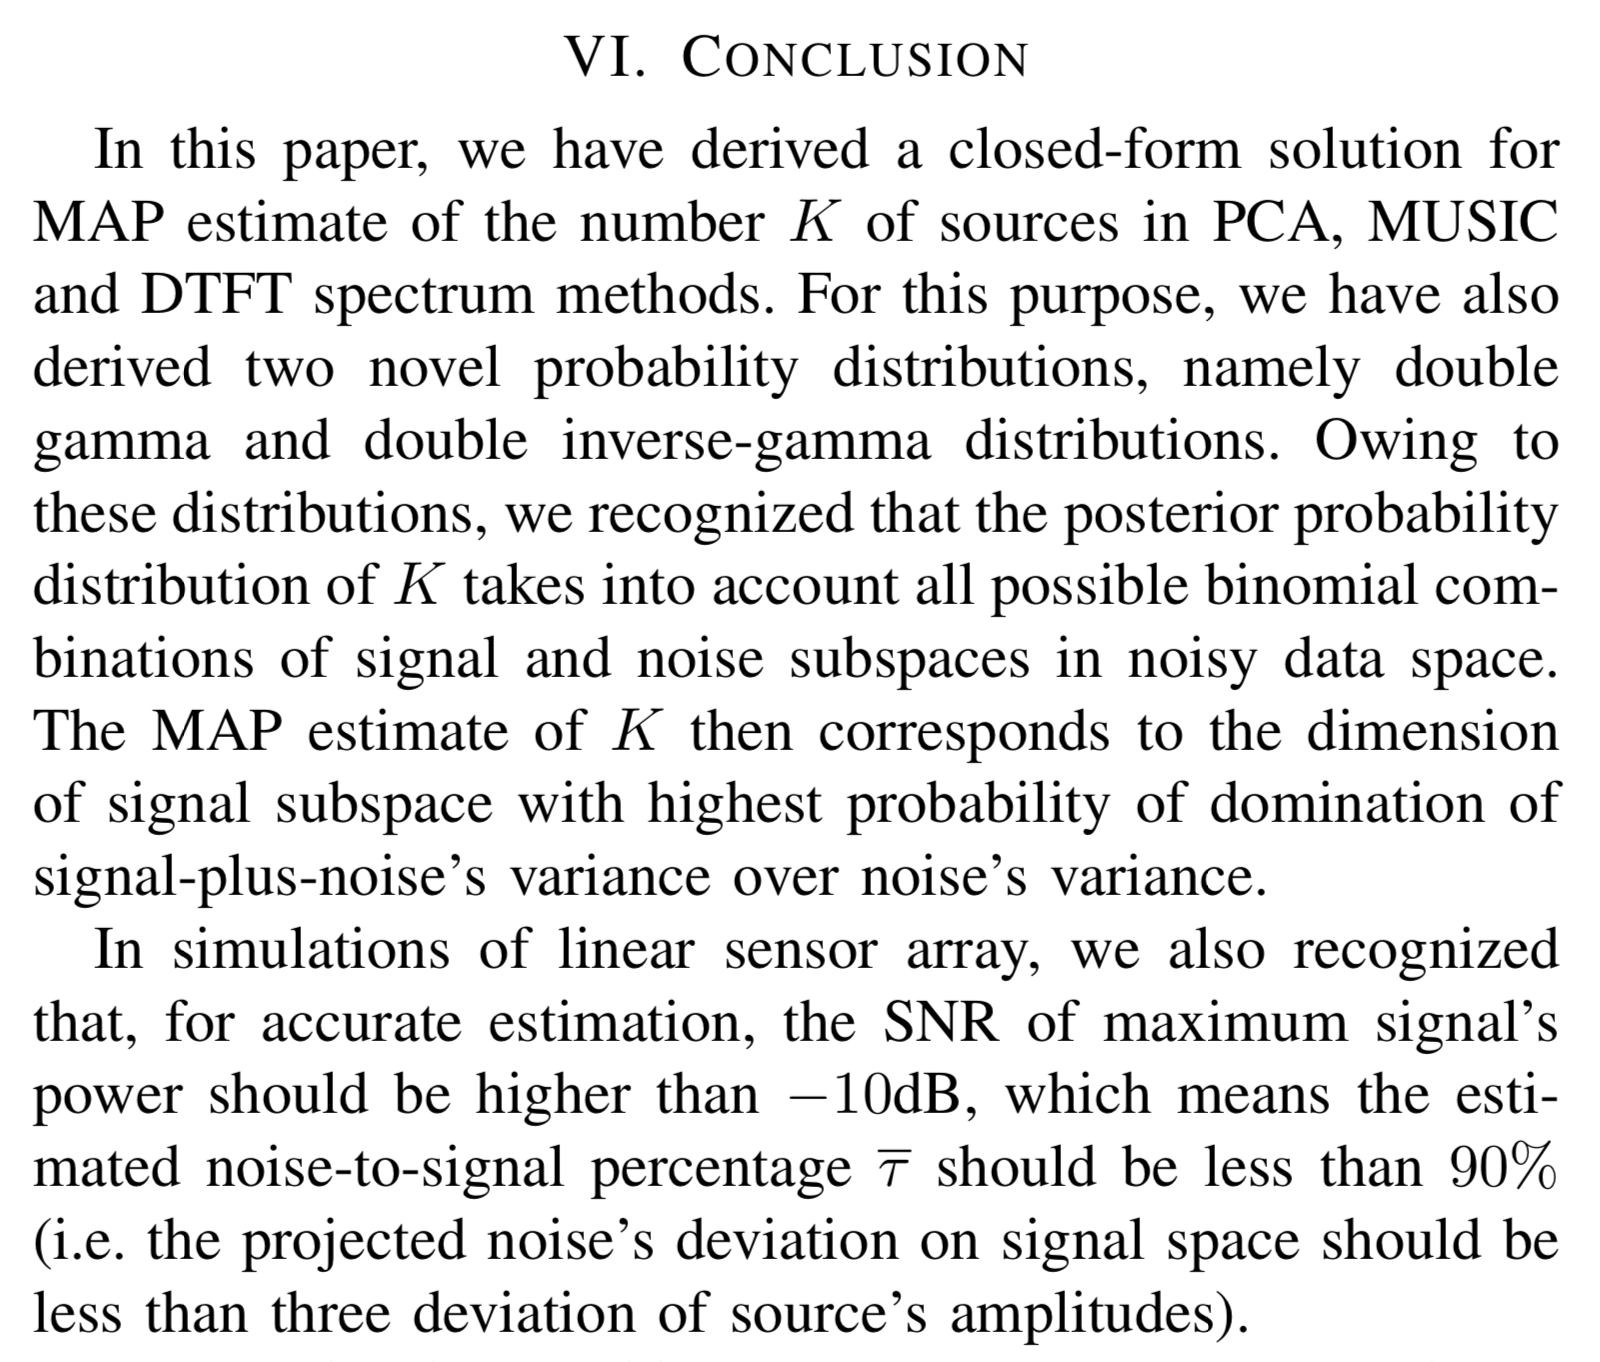 VI. CONCLUSION
In this paper, we have derived a closed-form solution for
MAP estimate of the number K of sources in PCA, MUSIC
and DTFT spectrum methods. For this purpose, we have also
derived two novel probability distributions, namely double
gamma and double inverse-gamma distributions. Owing to
these distributions, we recognized that the posterior probability
distribution of K takes into account all possible binomial com-
binations of signal and noise subspaces in noisy data space.
The MAP estimate of K then corresponds to the dimension
of signal subspace with highest probability of domination of
signal-plus-noise’s variance over noise’s variance.
In simulations of linear sensor array, we also recognized
that, for accurate estimation, the SNR of maximum signal’s
power should be higher than −10dB, which means the esti-
mated noise-to-signal percentage τ̅ should be less than 90%
(i.e. the projected noise’s deviation on signal space should be
less than three deviation of source’s amplitudes).